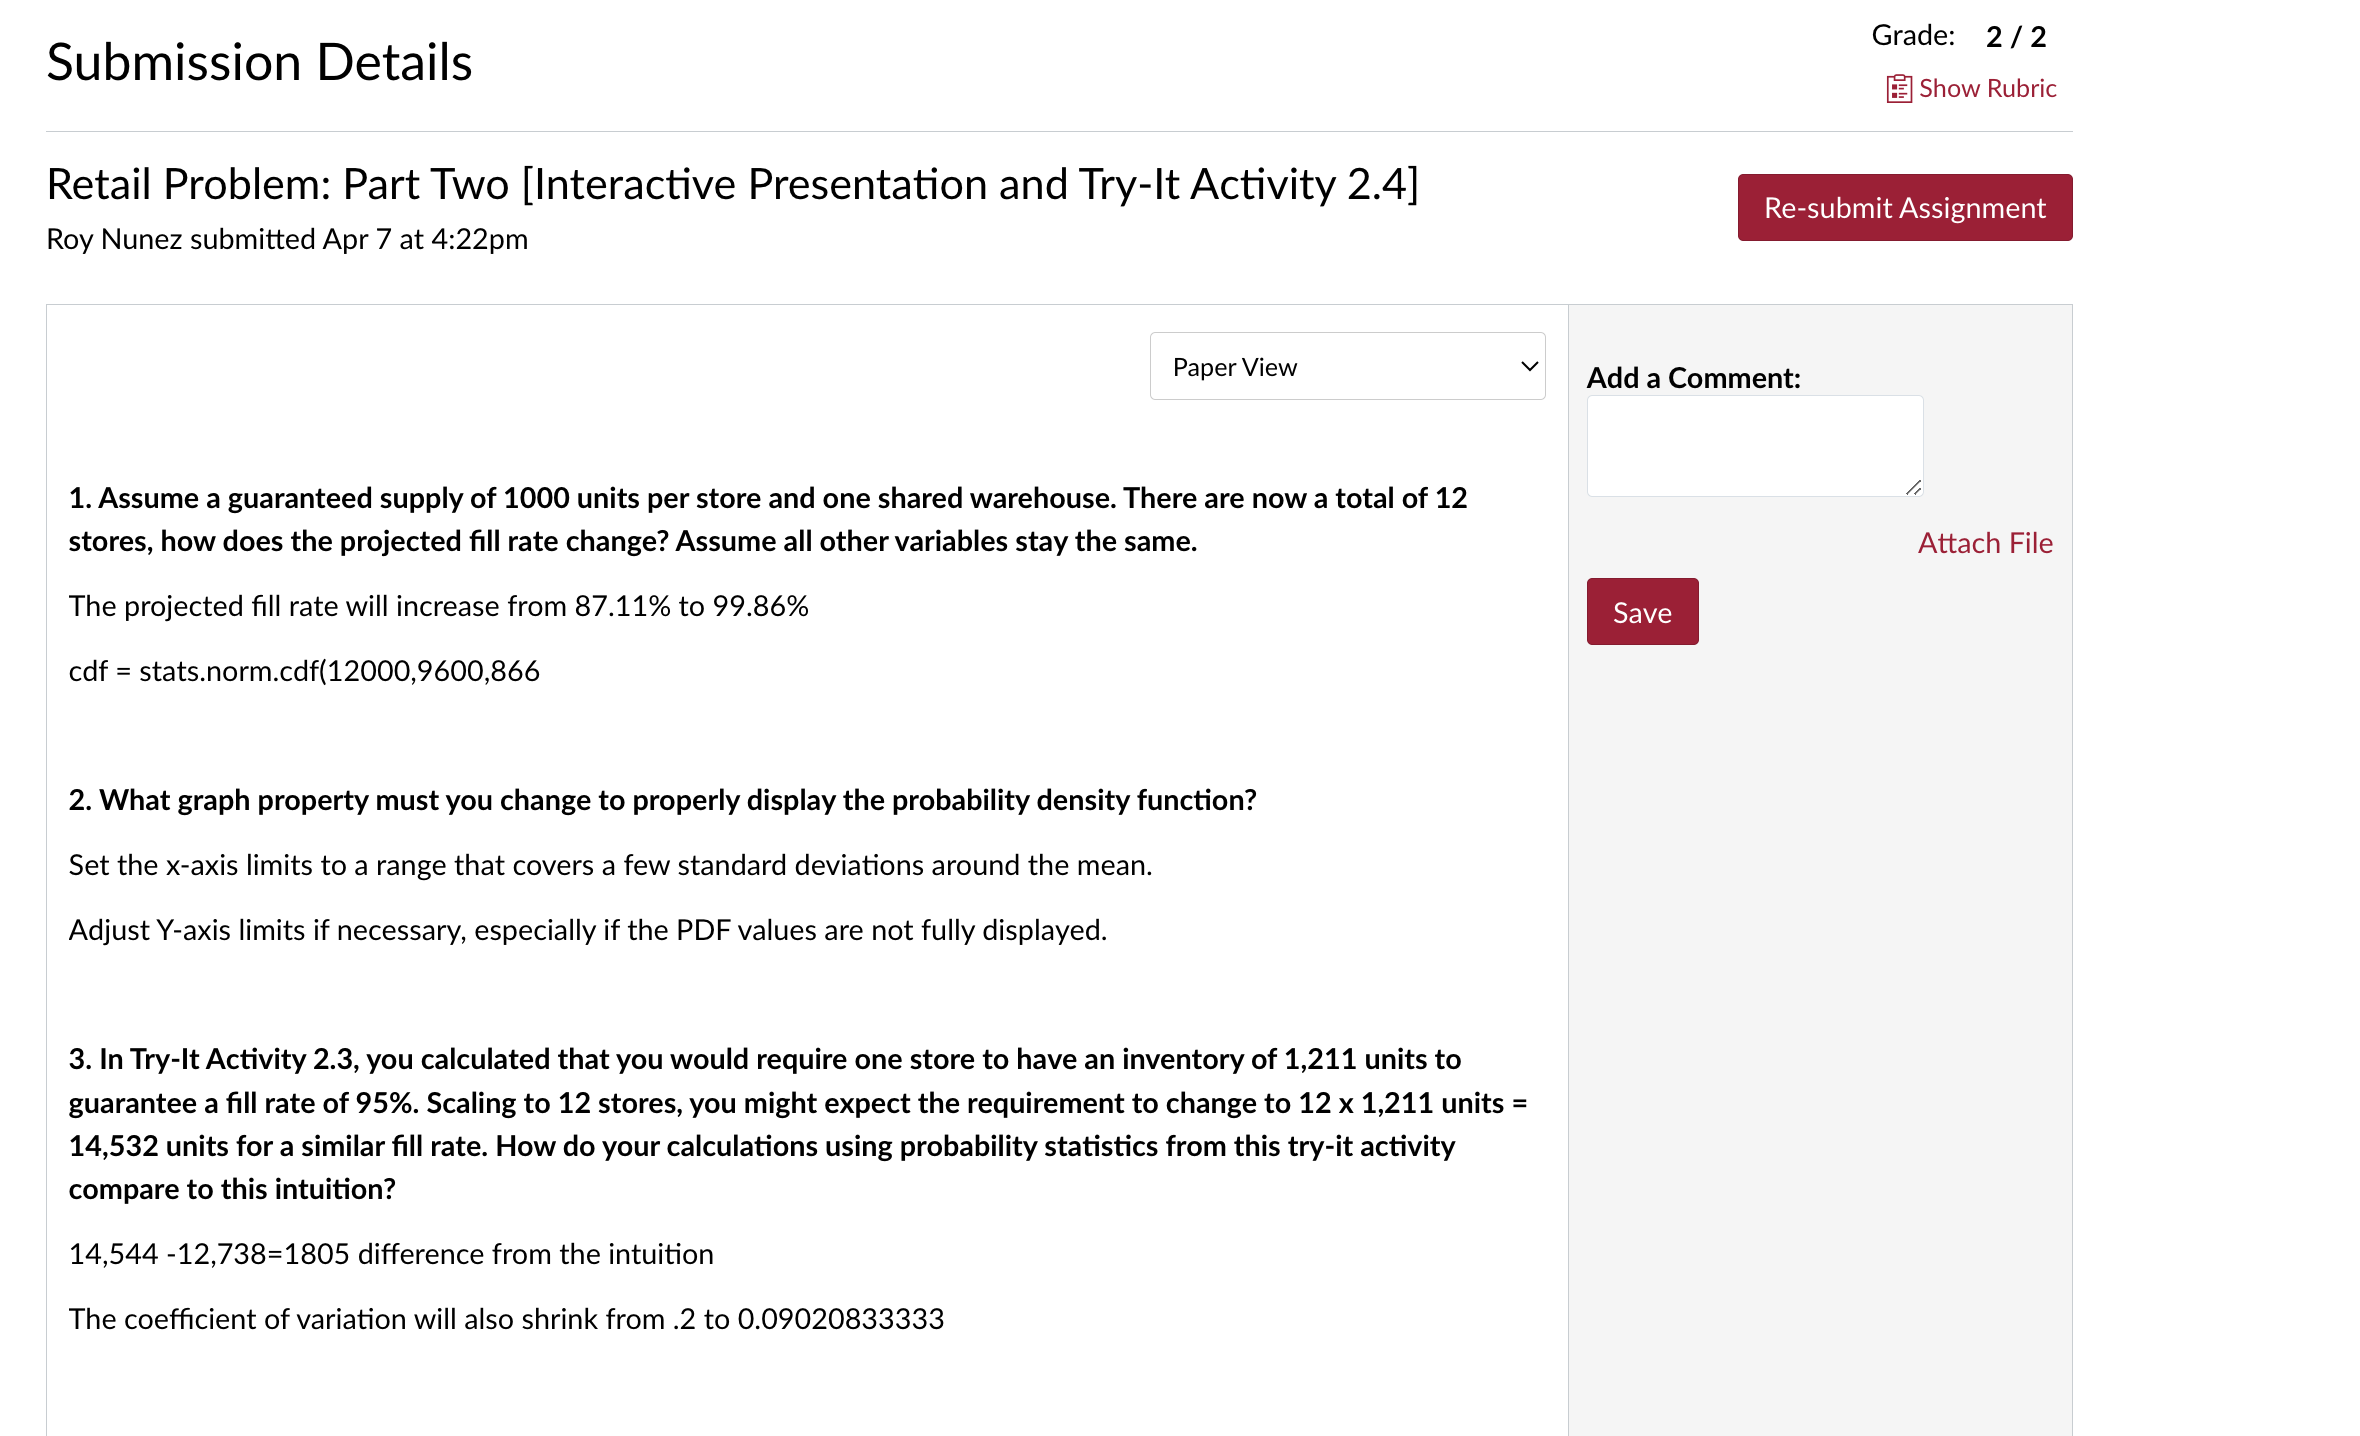 Submission Details
Grade: 2 / 2
Show Rubric
Retail Problem: Part Two [Interactive Presentation and Try-It Activity 2.4]
Roy Nunez submitted Apr 7 at 4:22pm
Re-submit Assignment
Paper View
1. Assume a guaranteed supply of 1000 units per store and one shared warehouse. There are now a total of 12
stores, how does the projected fill rate change? Assume all other variables stay the same.
The projected fill rate will increase from 87.11% to 99.86%
cdf = stats.norm.cdf(12000,9600,866
2. What graph property must you change to properly display the probability density function?
Set the x-axis limits to a range that covers a few standard deviations around the mean.
Adjust Y-axis limits if necessary, especially if the PDF values are not fully displayed.
3. In Try-It Activity 2.3, you calculated that you would require one store to have an inventory of 1,211 units to
guarantee a fill rate of 95%. Scaling to 12 stores, you might expect the requirement to change to 12 x 1,211 units =
14,532 units for a similar fill rate. How do your calculations using probability statistics from this try-it activity
compare to this intuition?
14,544 -12,738=1805 difference from the intuition
The coefficient of variation will also shrink from .2 to 0.09020833333
Add a Comment:
Attach File
Save